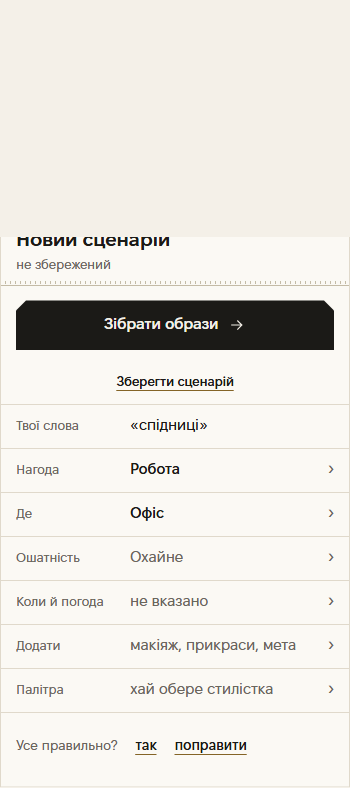 Новий сценарій
не збережений
Зібрати образи →
Зберегти сценарій
Твої слова «спідниці»
Нагода Робота ›
Де Офіс ›
Ошатність Охайне ›
Коли й погода не вказано ›
Додати макіяж, прикраси, мета ›
Палітра хай обере стилістка ›
Усе правильно? так поправити